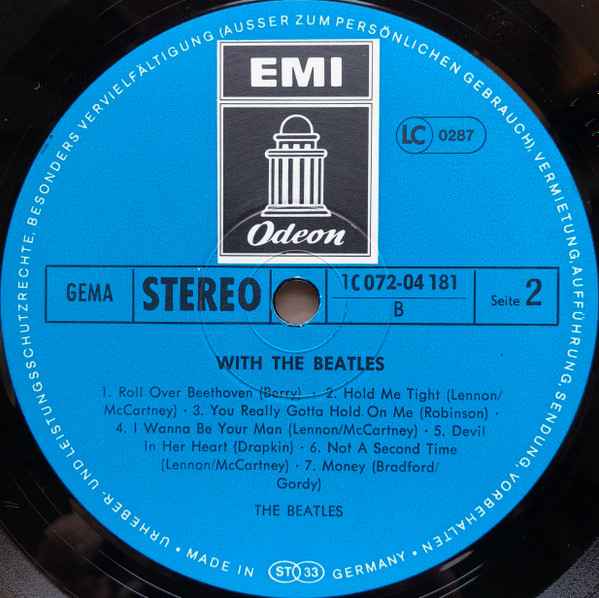 EMI
Odeon
LC 0287
GEMA STEREO 1C 072-04 181 Seite 2
B
WITH THE BEATLES
1. Roll Over Beethoven (Berry) · 2. Hold Me Tight (Lennon/
McCartney) · 3. You Really Gotta Hold On Me (Robinson) ·
4. I Wanna Be Your Man (Lennon/McCartney) · 5. Devil
In Her Heart (Drapkin) · 6. Not A Second Time
(Lennon/McCartney) · 7. Money (Bradford/
Gordy)
THE BEATLES
URHEBER- UND LEISTUNGSSCHUTZRECHTE, BESONDERS VERVIELFÄLTIGUNG (AUSSER ZUM PERSÖNLICHEN GEBRAUCH), VERMIETUNG, AUFFÜHRUNG, SENDUNG, VORBEHALTEN
• MADE IN ST 33 GERMANY •